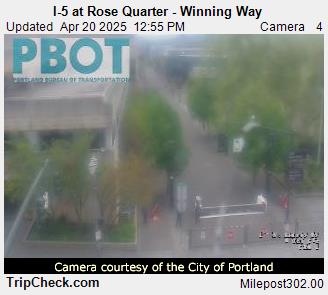 I-5 at Rose Quarter - Winning Way
Updated Apr 20 2025 12:55 PM Camera 4
PBOT
PORTLAND BUREAU OF TRANSPORTATION
Camera courtesy of the City of Portland
TripCheck.com Milepost302.00